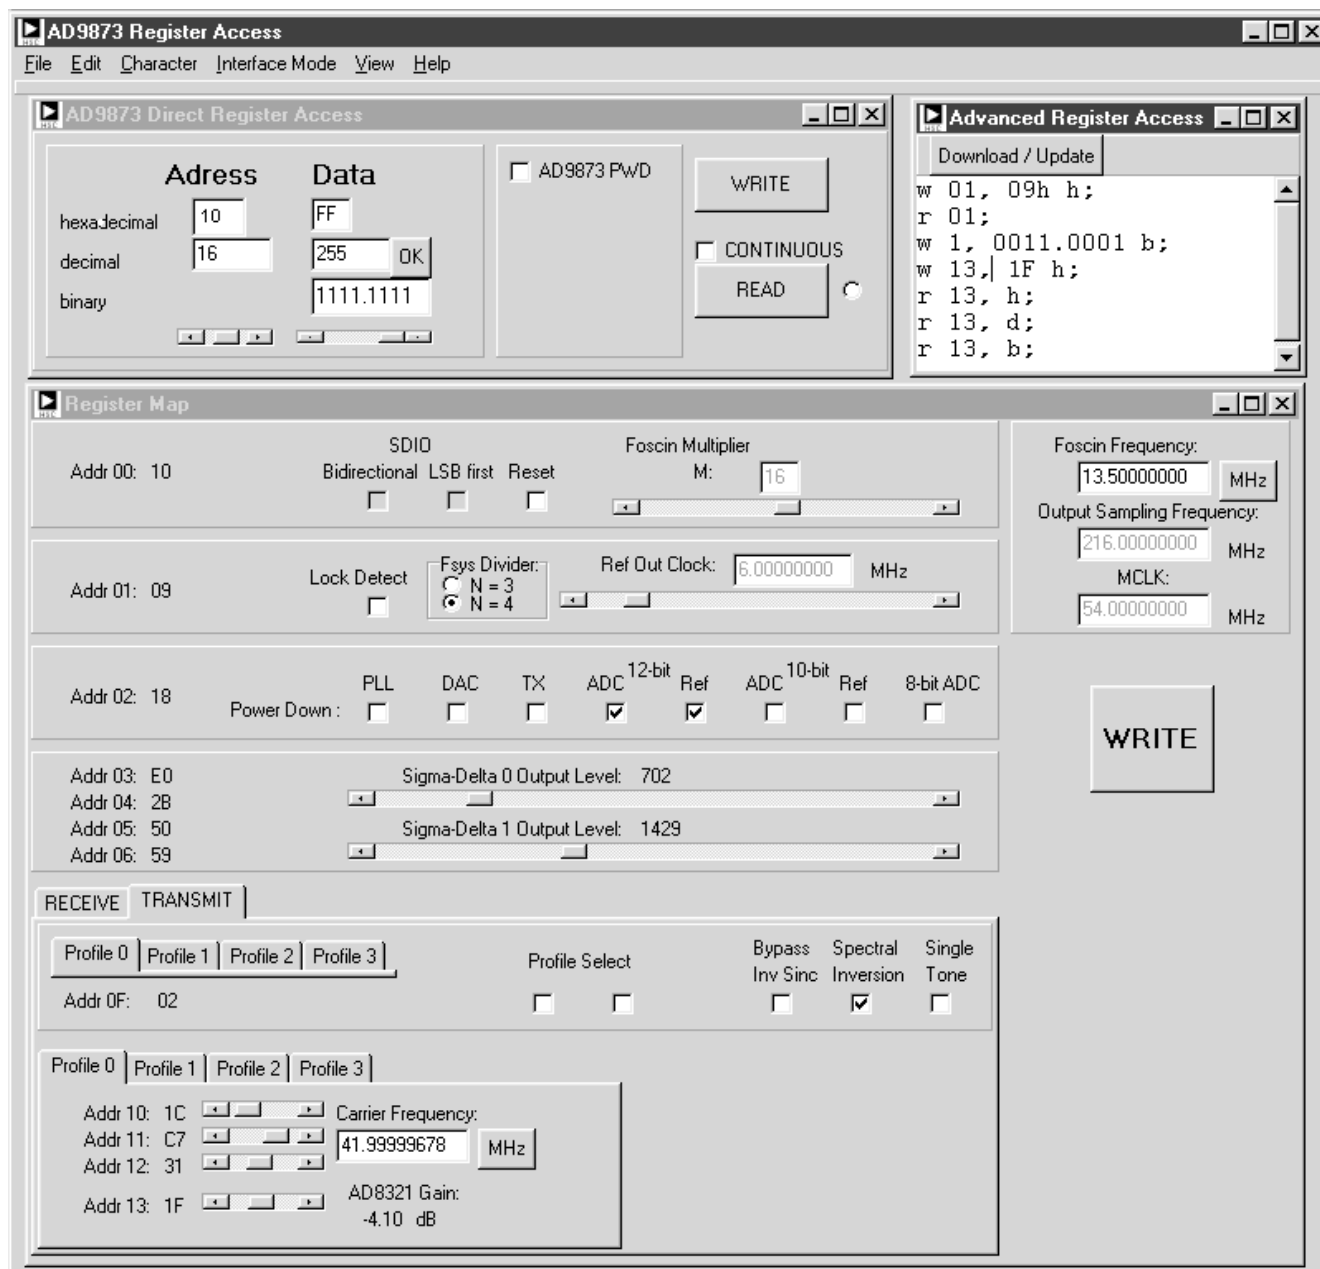 AD9873 Register Access
File Edit Character Interface Mode View Help
AD9873 Direct Register Access
Adress Data
hexadecimal 10 FF
decimal 16 255 OK
binary 1111.1111
AD9873 PWD
WRITE
CONTINUOUS
READ
Advanced Register Access
Download / Update
w 01, 09h h;
r 01;
w 1, 0011.0001 b;
w 13, 1F h;
r 13, h;
r 13, d;
r 13, b;
Register Map
SDIO Foscin Multiplier
Addr 00: 10 Bidirectional LSB first Reset M: 16
Foscin Frequency:
13.50000000 MHz
Output Sampling Frequency:
216.00000000 MHz
MCLK:
54.00000000 MHz
Addr 01: 09 Lock Detect Fsys Divider: Ref Out Clock: 6.00000000 MHz
N = 3
N = 4
12-bit 10-bit
PLL DAC TX ADC Ref ADC Ref 8-bit ADC
Addr 02: 18 Power Down :
WRITE
Addr 03: E0 Sigma-Delta 0 Output Level: 702
Addr 04: 2B
Addr 05: 50 Sigma-Delta 1 Output Level: 1429
Addr 06: 59
RECEIVE TRANSMIT
Profile 0 Profile 1 Profile 2 Profile 3
Addr 0F: 02
Profile Select
Bypass Spectral Single
Inv Sinc Inversion Tone
Profile 0 Profile 1 Profile 2 Profile 3
Addr 10: 1C Carrier Frequency:
Addr 11: C7 41.99999678 MHz
Addr 12: 31
Addr 13: 1F AD8321 Gain:
-4.10 dB